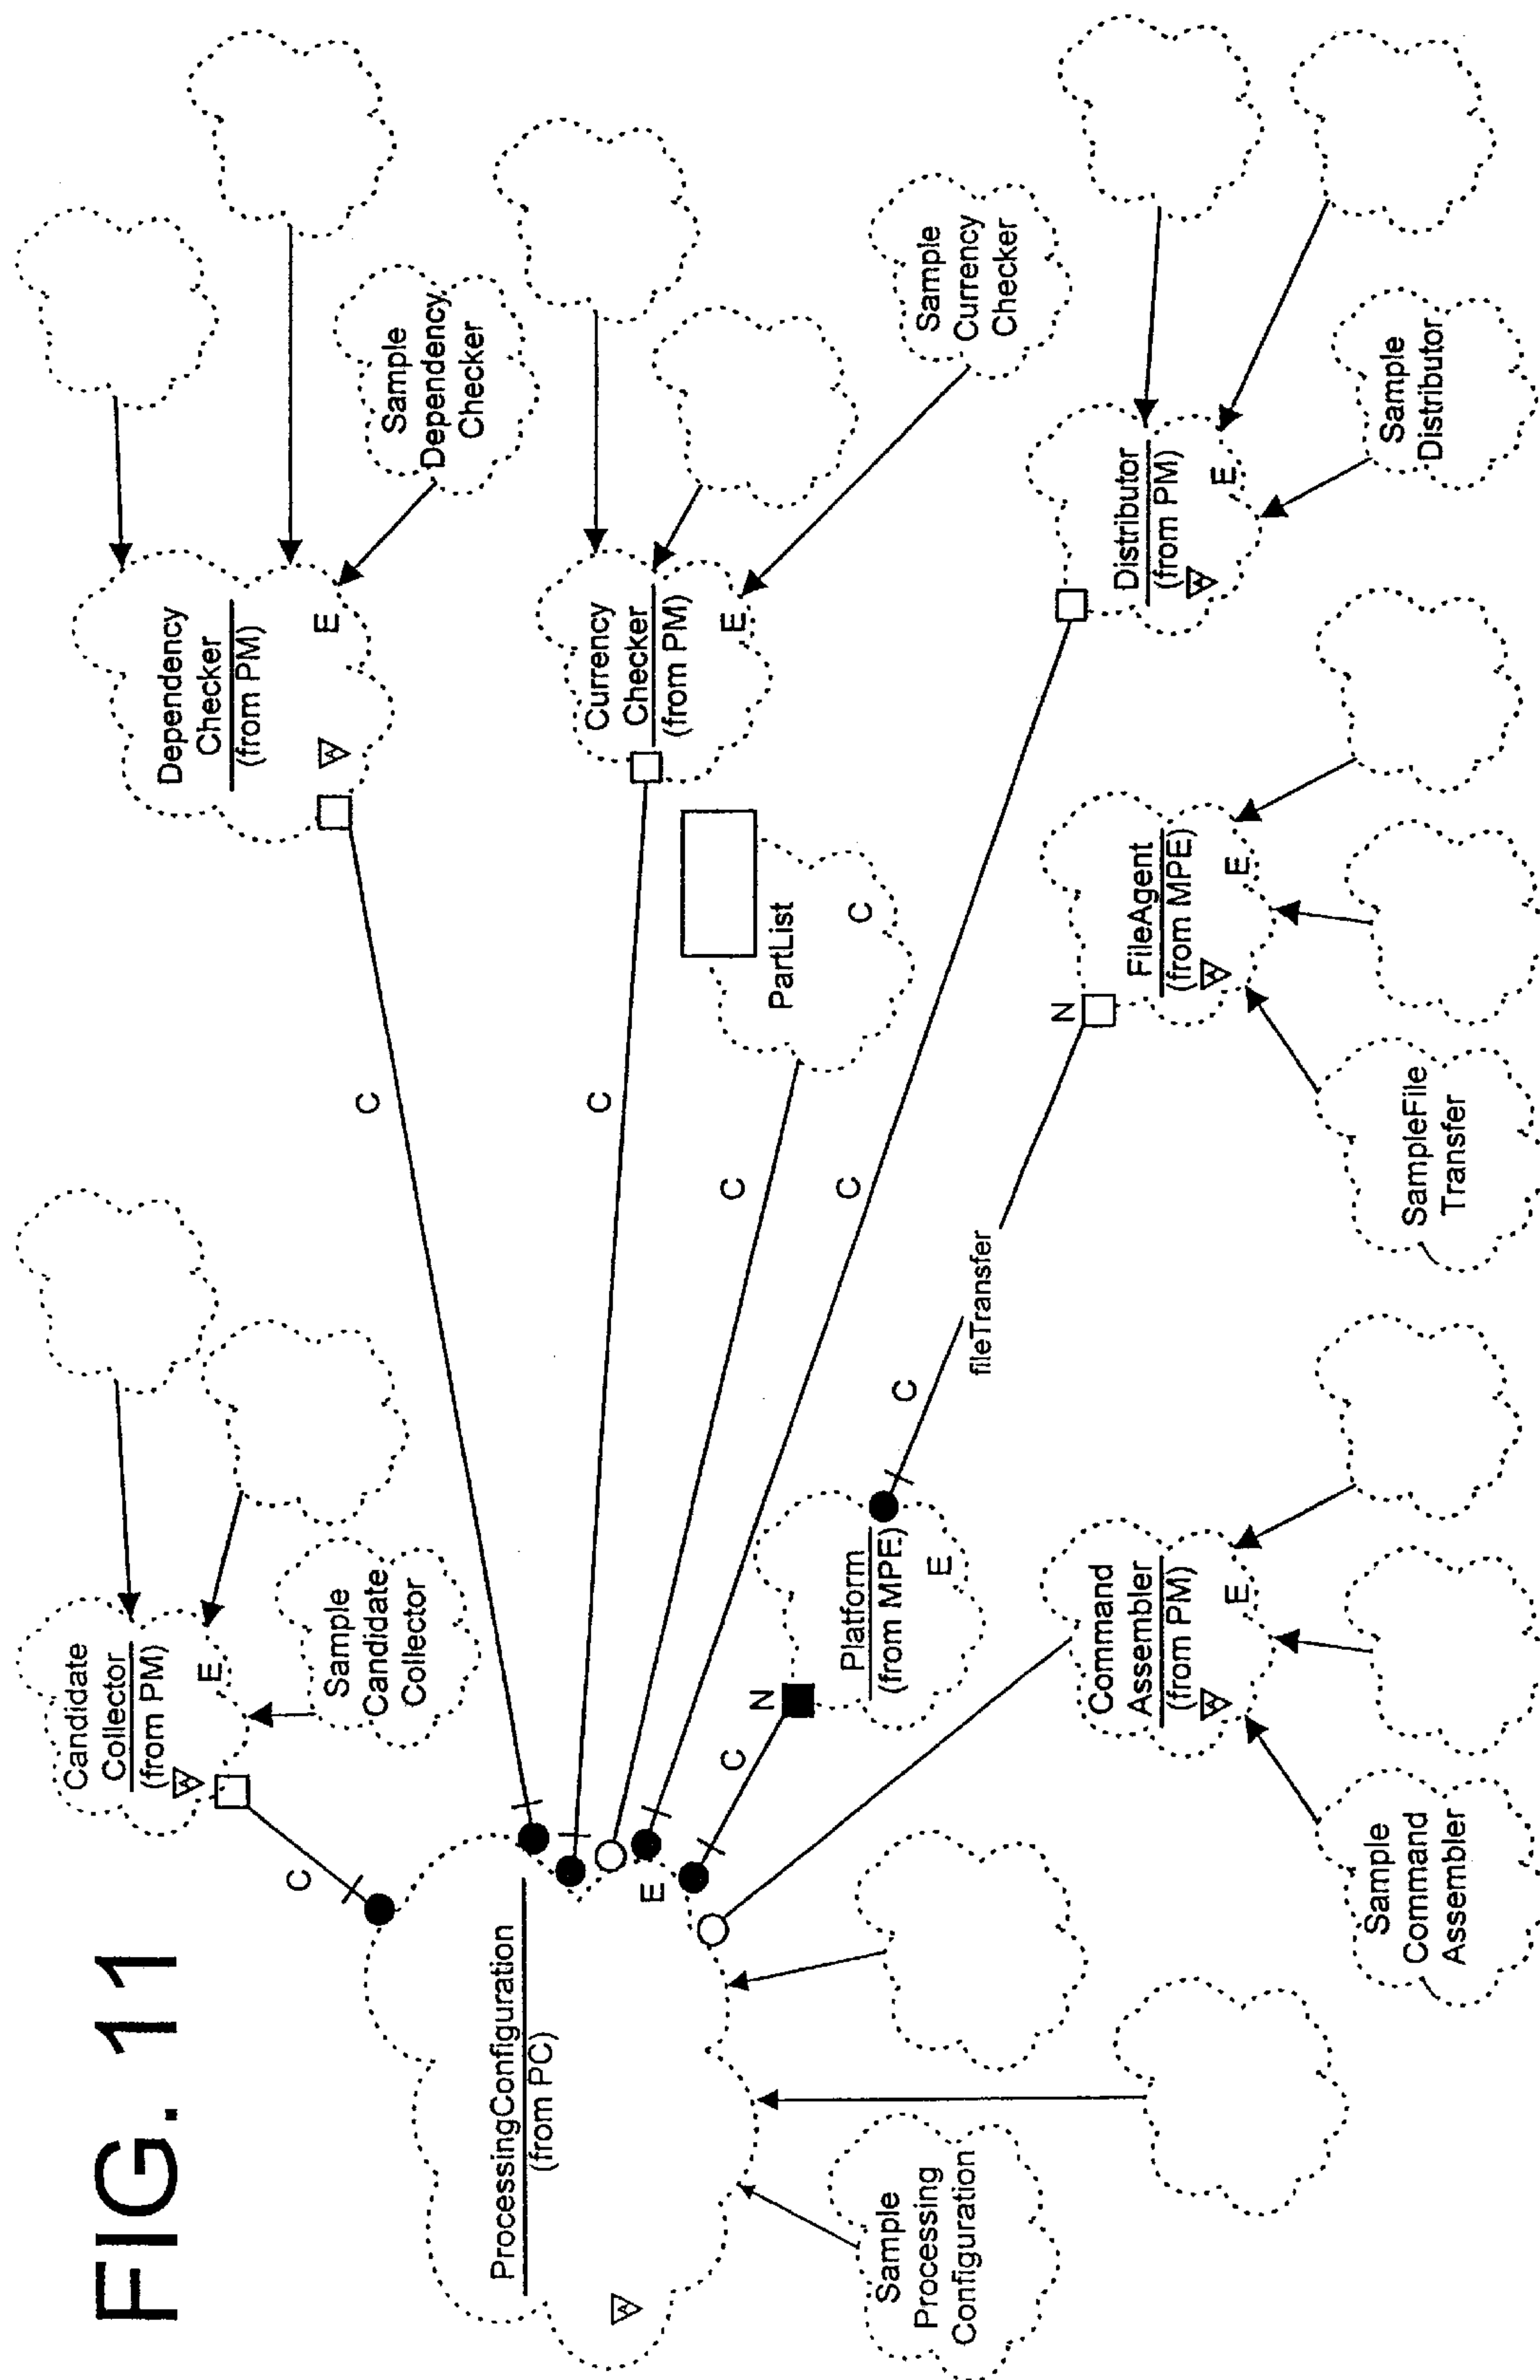 FIG. 11
Candidate
Collector
(from PM)
A
E
Sample
Candidate
Collector
C
Dependency
Checker
(from PM)
A
E
Sample
Dependency
Checker
C
Currency
Checker
(from PM)
E
Sample
Currency
Checker
C
PartList
C
C
ProcessingConfiguration
(from PC)
A
E
Sample
Processing
Configuration
C
Distributor
(from PM)
A
E
Sample
Distributor
C
N
Platform
(from MPE)
E
C
fileTransfer
N
FileAgent
(from MPE)
A
E
SampleFile
Transfer
Command
Assembler
(from PM)
A
E
Sample
Command
Assembler